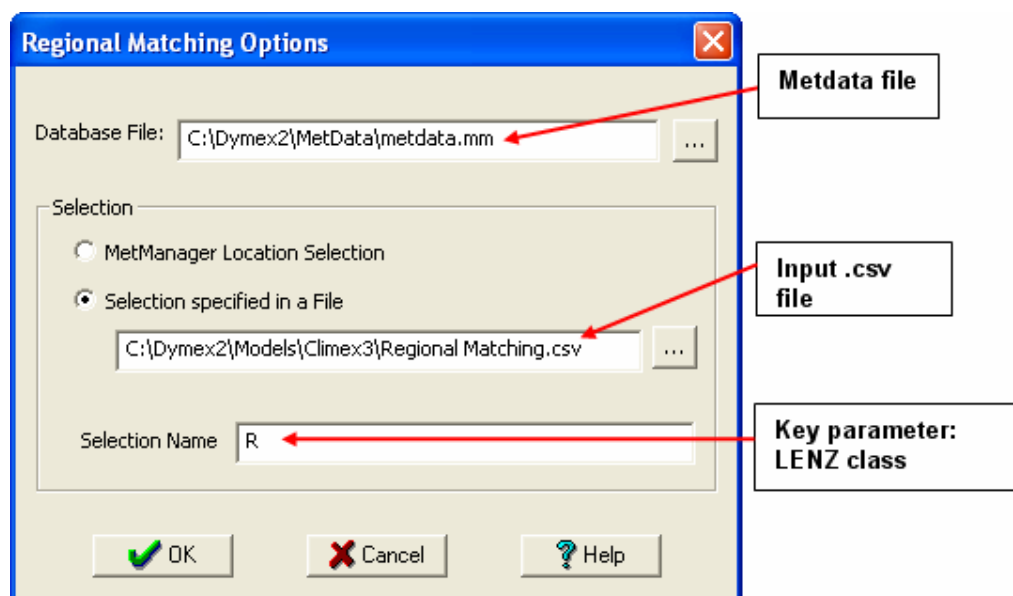 Regional Matching Options
Metdata file
Database File:
C:\Dymex2\MetData\metdata.mm
...
Selection
MetManager Location Selection
Selection specified in a File
Input .csv
file
C:\Dymex2\Models\Climex3\Regional Matching.csv
...
Selection Name
R
Key parameter:
LENZ class
OK
Cancel
Help